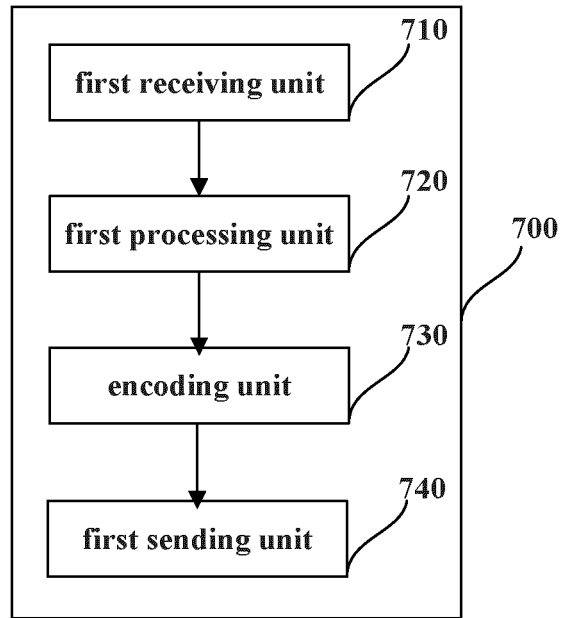 710
first receiving unit
720
first processing unit
700
730
encoding unit
740
first sending unit